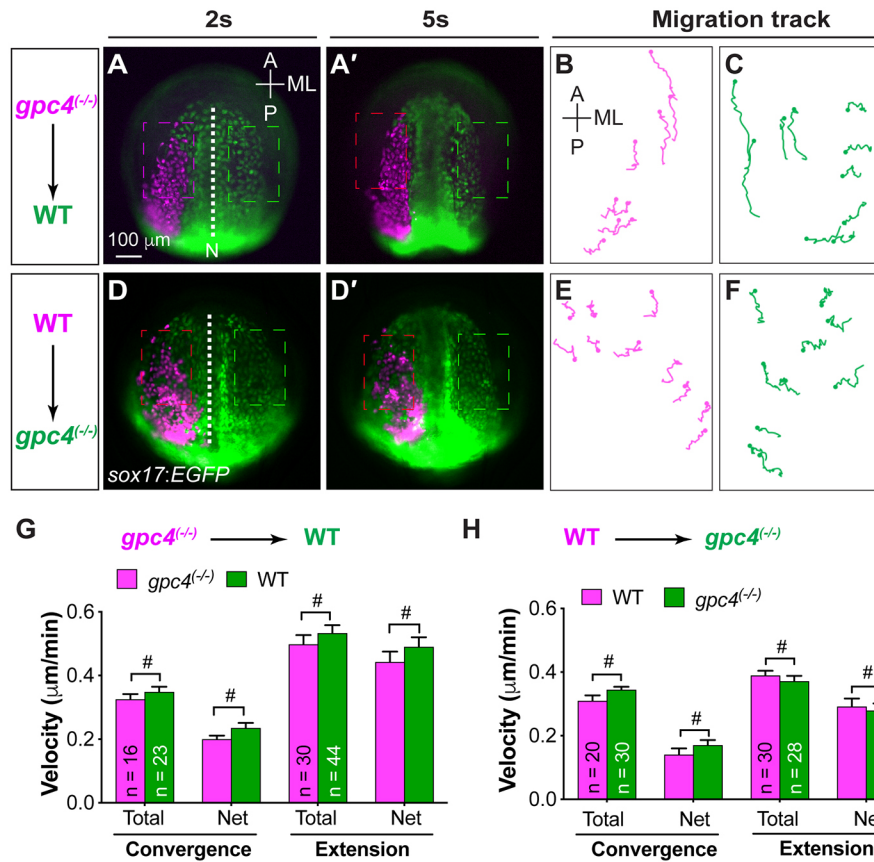 2s 5s Migration track
gpc4(-/-)
WT
A A′ B C
A
ML
P
A
ML
P
100 μm
N
WT
gpc4(-/-)
D D′ E F
sox17:EGFP
G
gpc4(-/-) WT
gpc4(-/-) WT
Velocity (μm/min)
0.6
0.4
0.2
0.0
# # # #
n = 16 n = 23 n = 30 n = 44
Total Net Total Net
Convergence Extension
H
WT gpc4(-/-)
WT gpc4(-/-)
Velocity (μm/min)
0.6
0.4
0.2
0.0
# # # #
n = 20 n = 30 n = 30 n = 28
Total Net Total
Convergence Extension